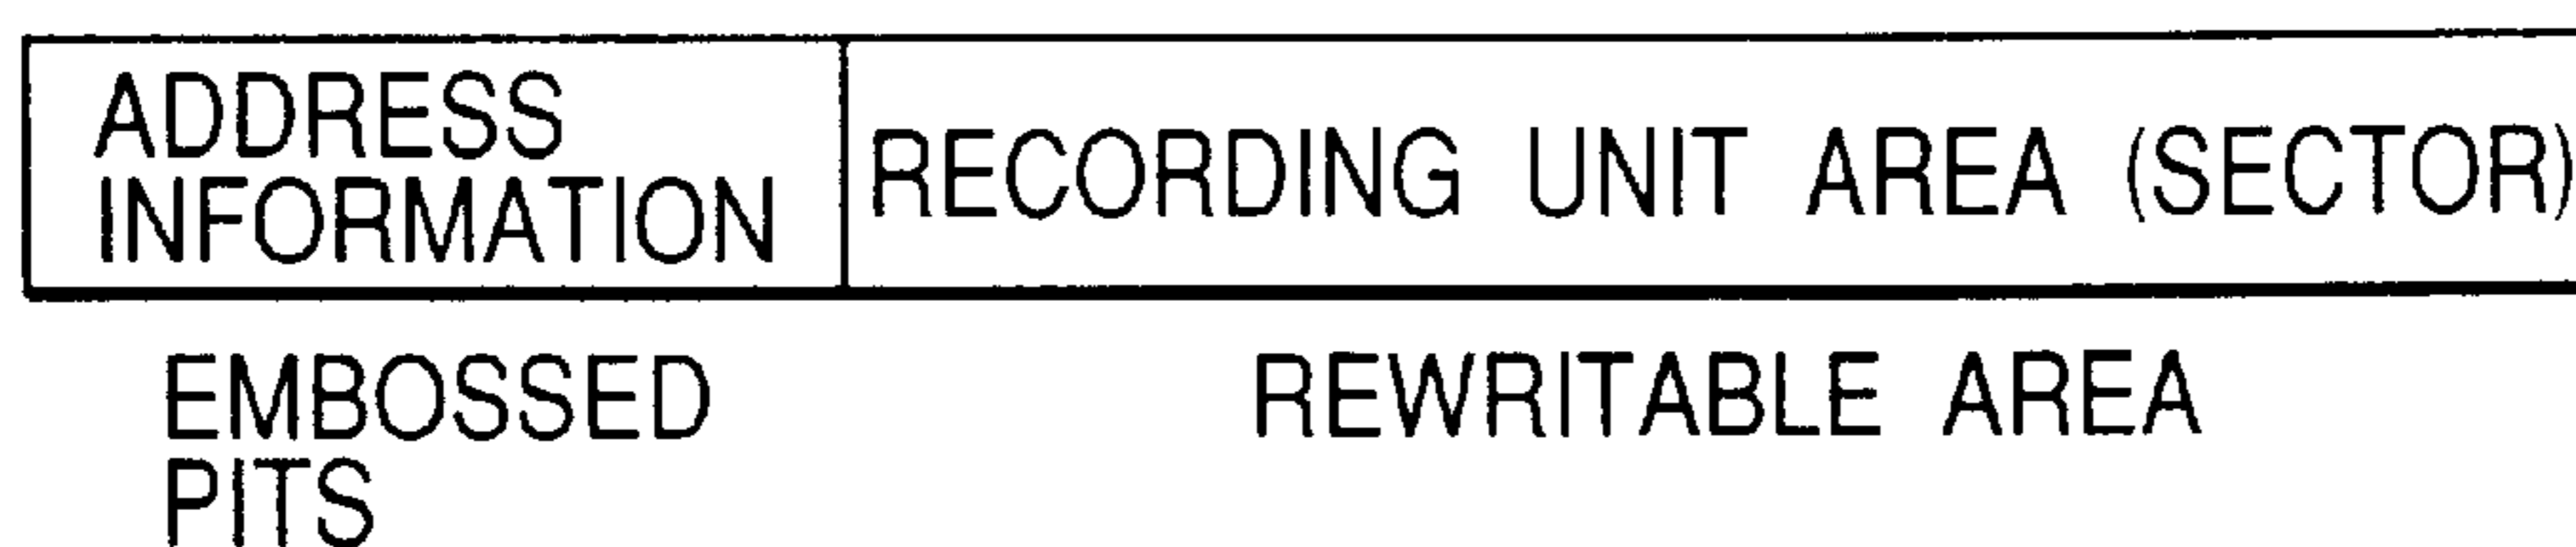 ADDRESS
INFORMATION
RECORDING UNIT AREA (SECTOR)
EMBOSSED
PITS
REWRITABLE AREA